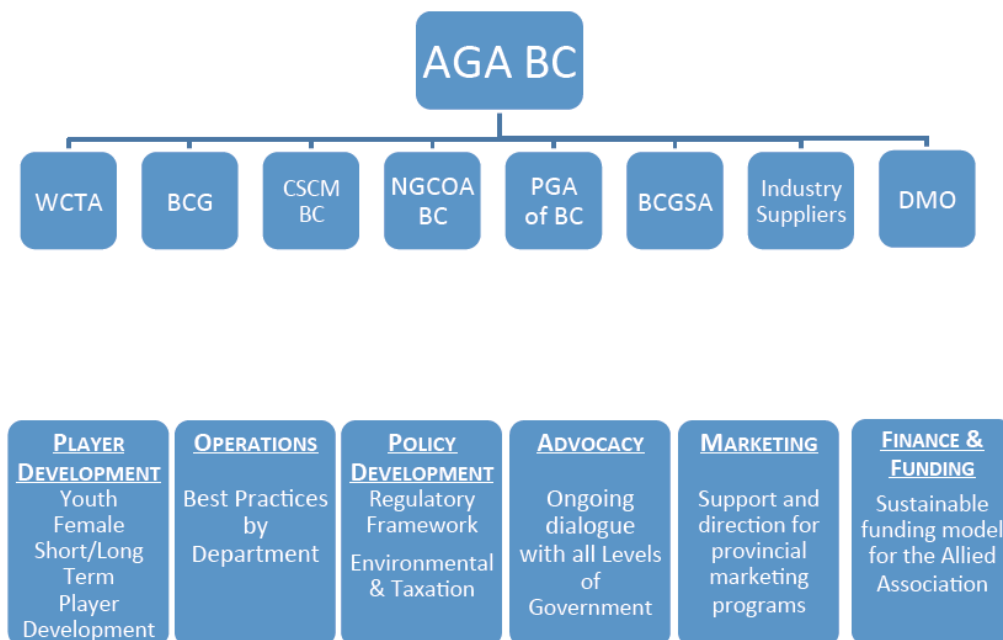 AGA BC
WCTA
BCG
CSCM
BC
NGCOA
BC
PGA
of BC
BCGSA
Industry
Suppliers
DMO
PLAYER
DEVELOPMENT
Youth
Female
Short/Long
Term
Player
Development
OPERATIONS
Best Practices
by
Department
POLICY
DEVELOPMENT
Regulatory
Framework
Environmental
& Taxation
ADVOCACY
Ongoing
dialogue
with all Levels
of
Government
MARKETING
Support and
direction for
provincial
marketing
programs
FINANCE &
FUNDING
Sustainable
funding model
for the Allied
Association